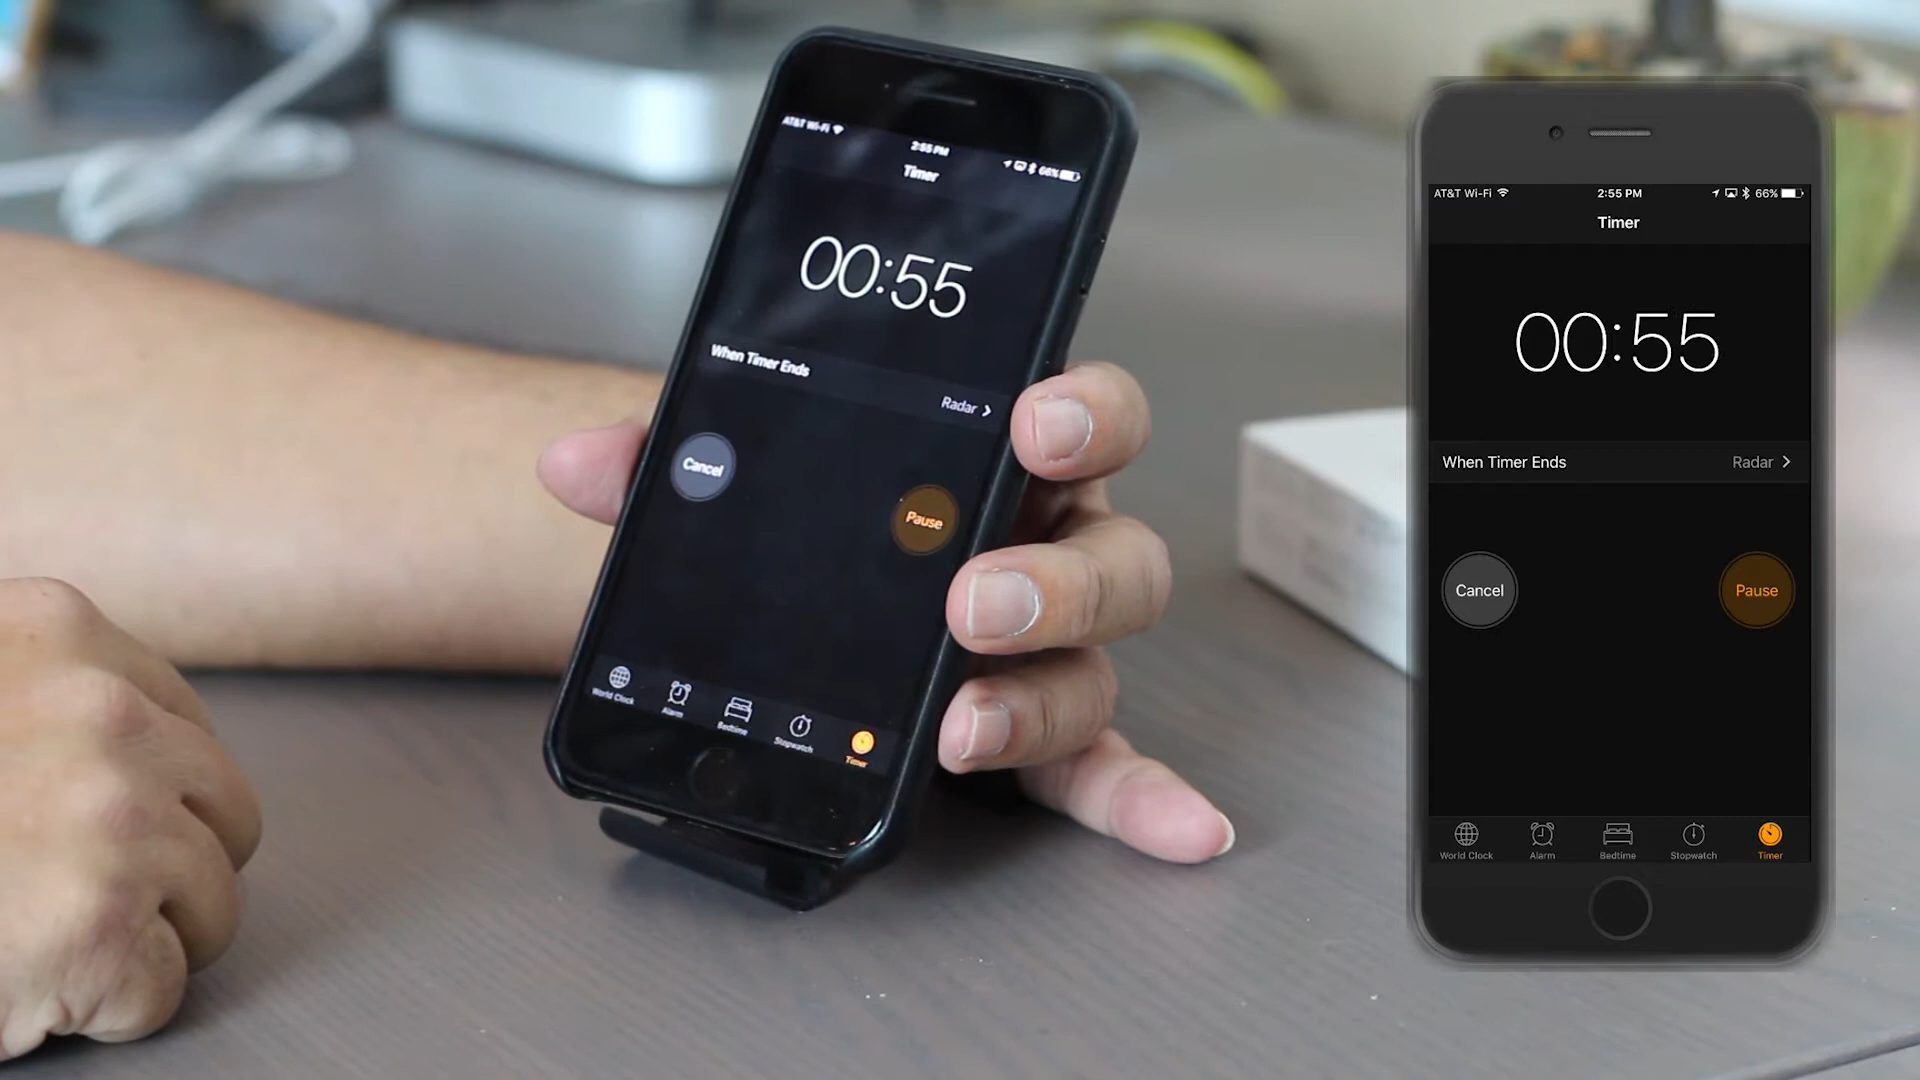 AT&T Wi-Fi
2:55 PM
66%
Timer
00:55
When Timer Ends
Radar
Cancel
Pause
World Clock
Alarm
Bedtime
Stopwatch
Timer
AT&T Wi-Fi 2:55 PM 66%
Timer
00:55
When Timer Ends Radar
Cancel Pause
World Clock Alarm Bedtime Stopwatch Timer